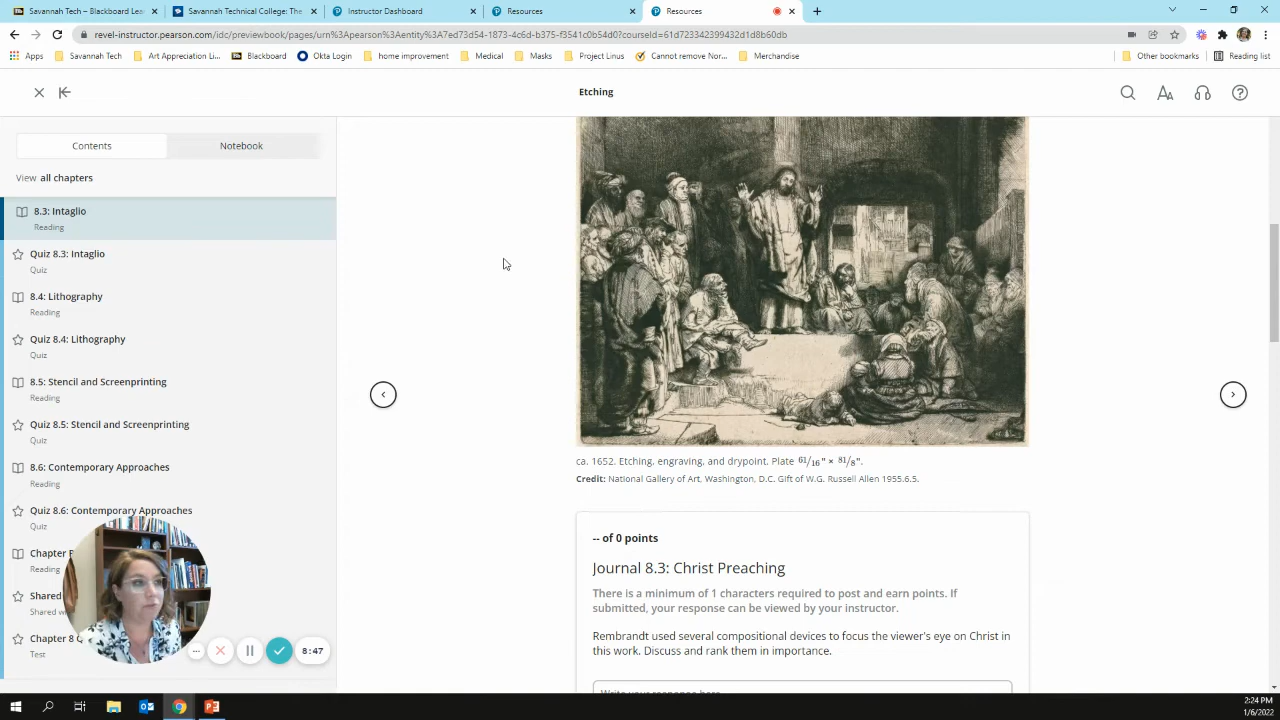 Savannah Tech – Blackboard Lea
Savannah Technical College: The
Instructor Dashboard
Resources
Resources
revel-instructor.pearson.com/idc/previewbook/pages/urn%3Apearson%3Aentity%3A7ed73d54-1873-4c6d-b375-f3541c0b54d0?courseId=61d723342399432d1d8b60db
Apps
Savannah Tech
Art Appreciation Li...
Blackboard
Okta Login
home improvement
Medical
Masks
Project Linus
Cannot remove Nor...
Merchandise
Other bookmarks
Reading list
Etching
Contents
Notebook
View all chapters
8.3: Intaglio
Reading
Quiz 8.3: Intaglio
Quiz
8.4: Lithography
Reading
Quiz 8.4: Lithography
Quiz
8.5: Stencil and Screenprinting
Reading
Quiz 8.5: Stencil and Screenprinting
Quiz
8.6: Contemporary Approaches
Reading
Quiz 8.6: Contemporary Approaches
Quiz
Chapter
Reading
Shared
Shared
Chapter 8 Q
Test
8:47
ca. 1652. Etching, engraving, and drypoint. Plate 61/16" × 81/8".
Credit: National Gallery of Art, Washington, D.C. Gift of W.G. Russell Allen 1955.6.5.
-- of 0 points
Journal 8.3: Christ Preaching
There is a minimum of 1 characters required to post and earn points. If
submitted, your response can be viewed by your instructor.
Rembrandt used several compositional devices to focus the viewer's eye on Christ in
this work. Discuss and rank them in importance.
Write your response here
2:24 PM
1/6/2022